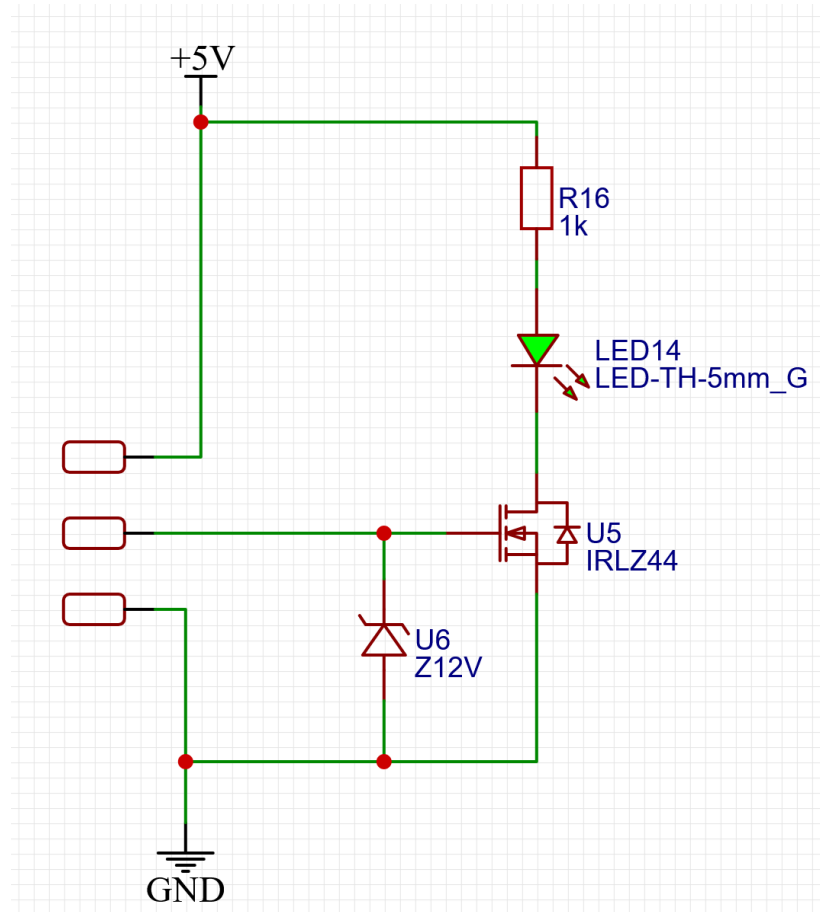 +5V
R16
1k
LED14
LED-TH-5mm_G
U5
IRLZ44
U6
Z12V
GND